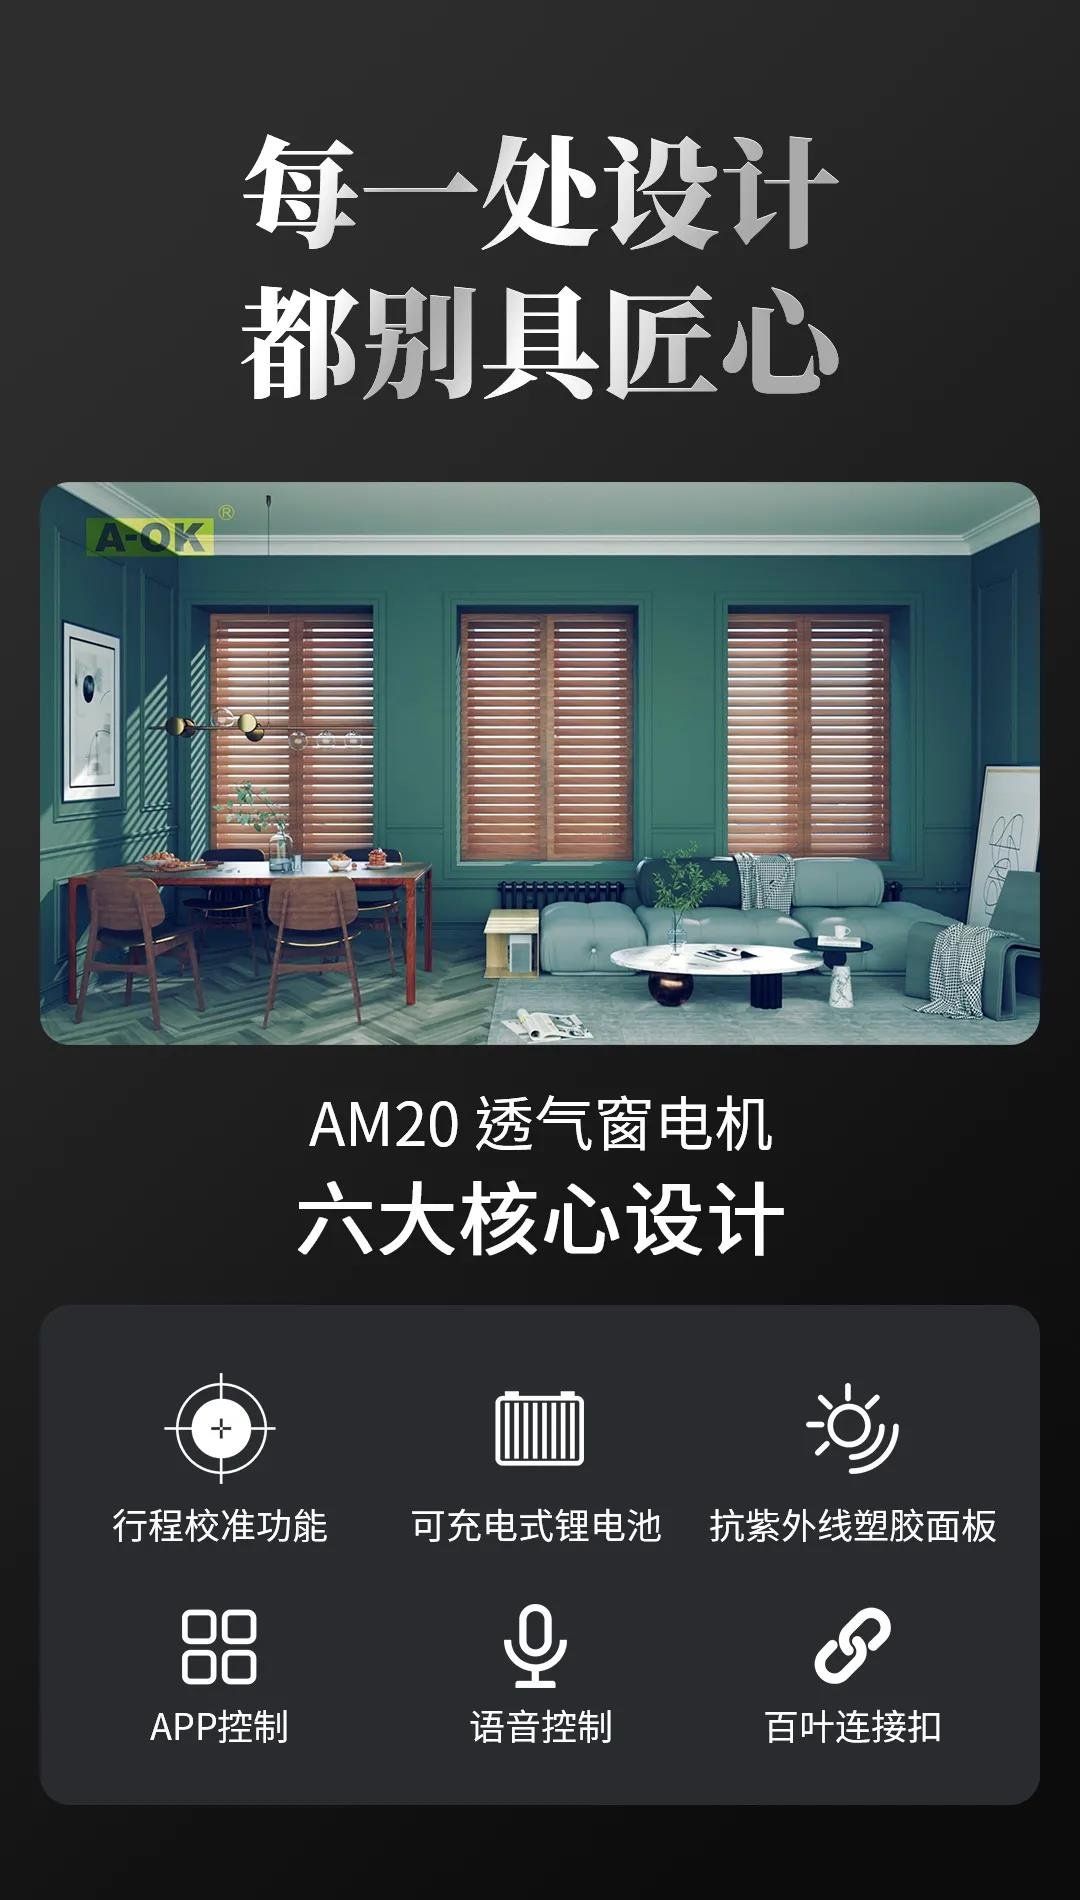 每一处设计
都别具匠心
A-OK®
AM20 透气窗电机
六大核心设计
行程校准功能
可充电式锂电池
抗紫外线塑胶面板
APP控制
语音控制
百叶连接扣